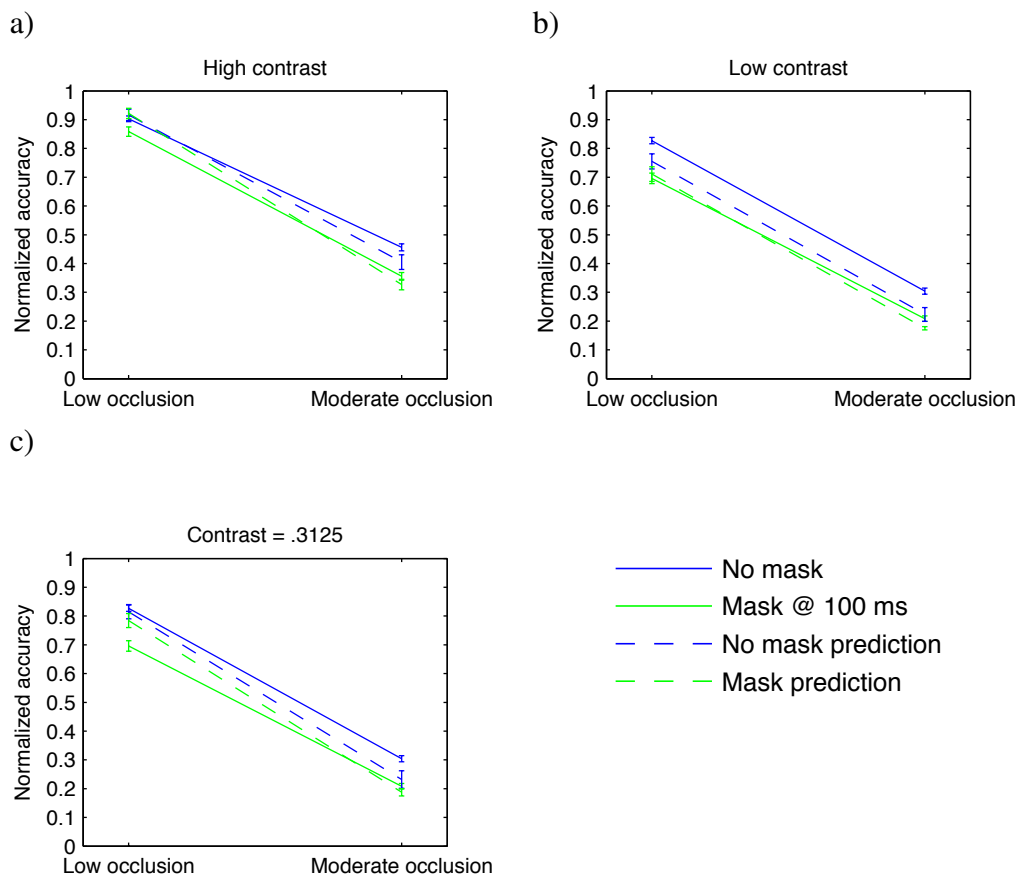 a)
High contrast
Normalized accuracy
1
0.9
0.8
0.7
0.6
0.5
0.4
0.3
0.2
0.1
0
Low occlusion
Moderate occlusion
b)
Low contrast
Normalized accuracy
1
0.9
0.8
0.7
0.6
0.5
0.4
0.3
0.2
0.1
0
Low occlusion
Moderate occlusion
c)
Contrast = .3125
Normalized accuracy
1
0.9
0.8
0.7
0.6
0.5
0.4
0.3
0.2
0.1
0
Low occlusion
Moderate occlusion
No mask
Mask @ 100 ms
No mask prediction
Mask prediction